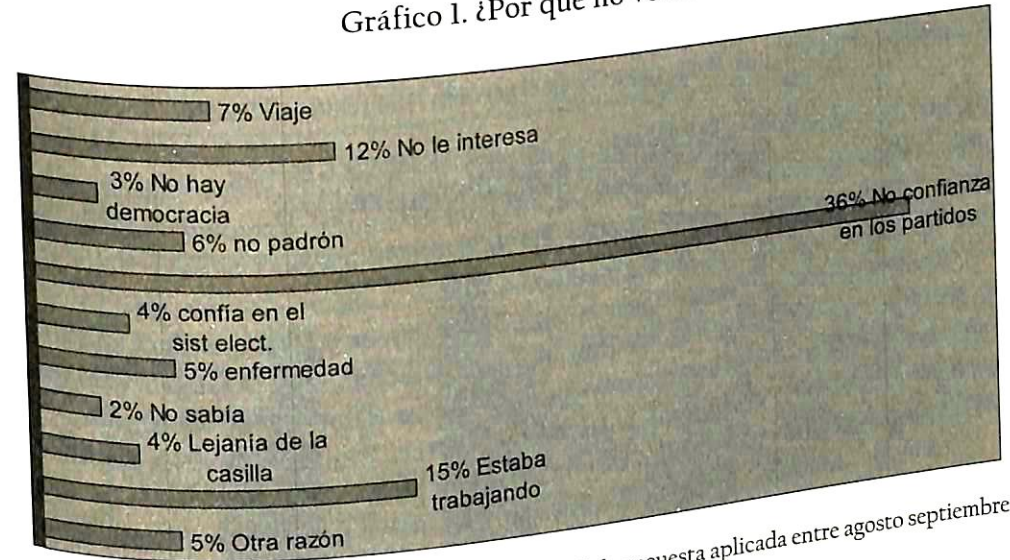 Gráfico 1. ¿Por qué no
7% Viaje
12% No le interesa
3% No hay
democracia
6% no padrón
36% No confianza
en los partidos
4% confía en el
sist elect.
5% enfermedad
2% No sabía
4% Lejanía de la
casilla
15% Estaba
trabajando
5% Otra razón
aplicada entre agosto septiembre